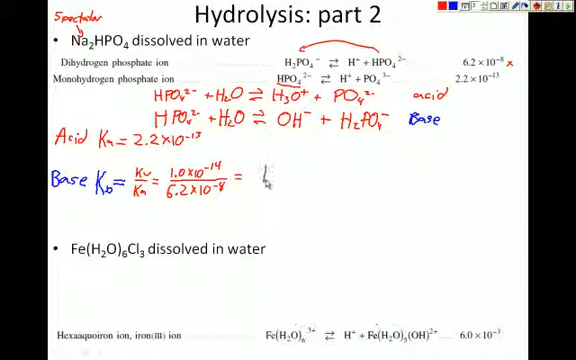 Hydrolysis: part 2
Spectator
• Na₂HPO₄ dissolved in water
Dihydrogen phosphate ion H₂PO₄⁻ ⇌ H⁺ + HPO₄²⁻ 6.2 × 10⁻⁸ x
Monohydrogen phosphate ion HPO₄²⁻ ⇌ H⁺ + PO₄³⁻ 2.2 × 10⁻¹³
HPO₄²⁻ + H₂O ⇌ H₃O⁺ + PO₄³⁻ acid
HPO₄²⁻ + H₂O ⇌ OH⁻ + H₂PO₄⁻ Base
Acid Ka = 2.2×10⁻¹³
Base Kb = Kw/Ka = 1.0×10⁻¹⁴/6.2×10⁻⁸ = 1
• Fe(H₂O)₆Cl₃ dissolved in water
Hexaaquoiron ion, iron(III) ion Fe(H₂O)₆³⁺ ⇌ H⁺ + Fe(H₂O)₅(OH)²⁺ 6.0 × 10⁻³